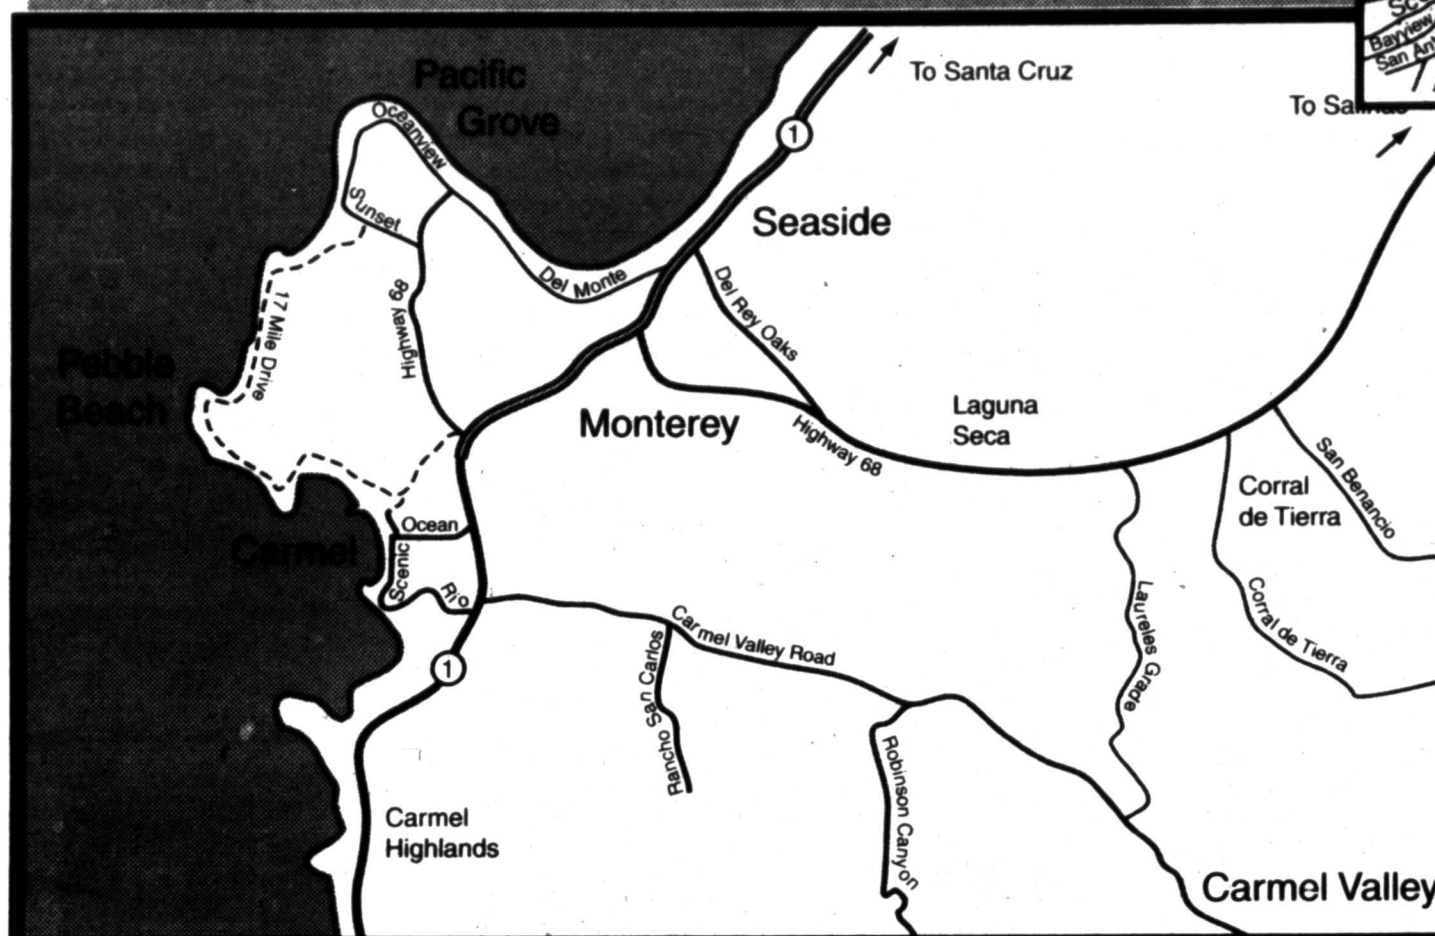 Bayview
San Ant
To Santa Cruz
To Salinas
Pacific
Grove
Oceanview
1
Seaside
Sunset
Del Monte
Del Rey Oaks
17 Mile Drive
Highway 68
Pebble
Beach
Monterey
Laguna
Seca
Highway 68
San Benancio
Corral
de Tierra
Ocean
Carmel
Scenic
Rio
Laureles Grade
Corral de Tierra
Carmel Valley Road
Rancho San Carlos
1
Robinson Canyon
Carmel
Highlands
Carmel Valley